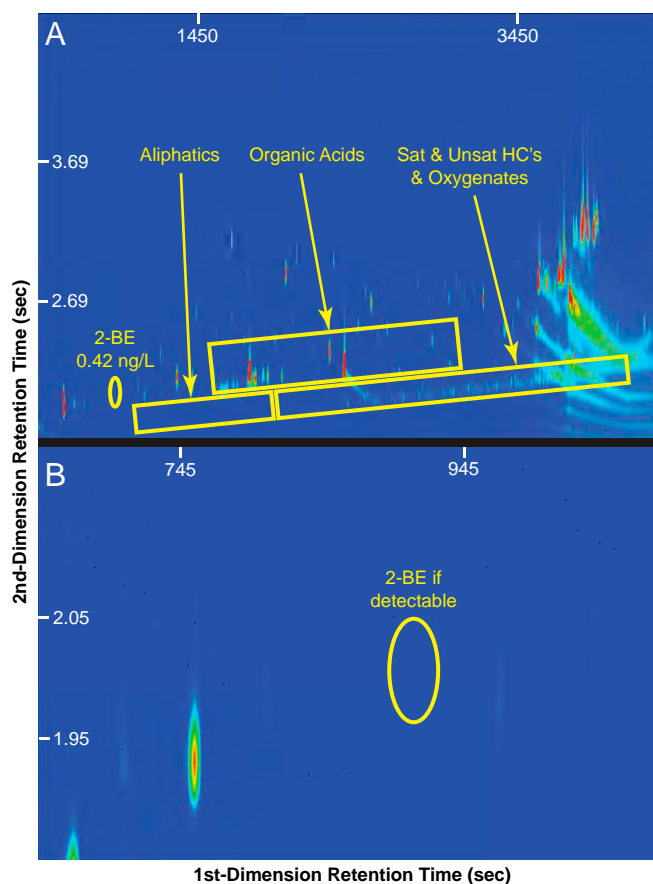 A
1450
3450
3.69
2.69
Aliphatics
Organic Acids
Sat & Unsat HC's
& Oxygenates
2-BE
0.42 ng/L
2nd-Dimension Retention Time (sec)
B
745
945
2.05
1.95
2-BE if
detectable
1st-Dimension Retention Time (sec)